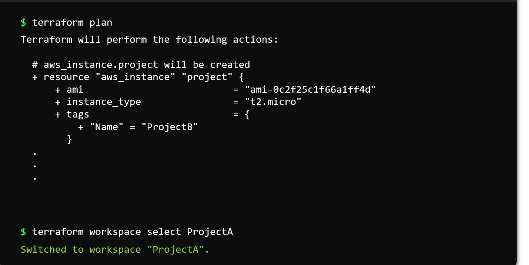 $ terraform plan
Terraform will perform the following actions:
# aws_instance.project will be created
+ resource "aws_instance" "project" {
+ ami = "ami-0c2f25c1f66a1ff4d"
+ instance_type = "t2.micro"
+ tags = {
+ "Name" = "ProjectB"
}
.
.
.
$ terraform workspace select ProjectA
Switched to workspace "ProjectA".